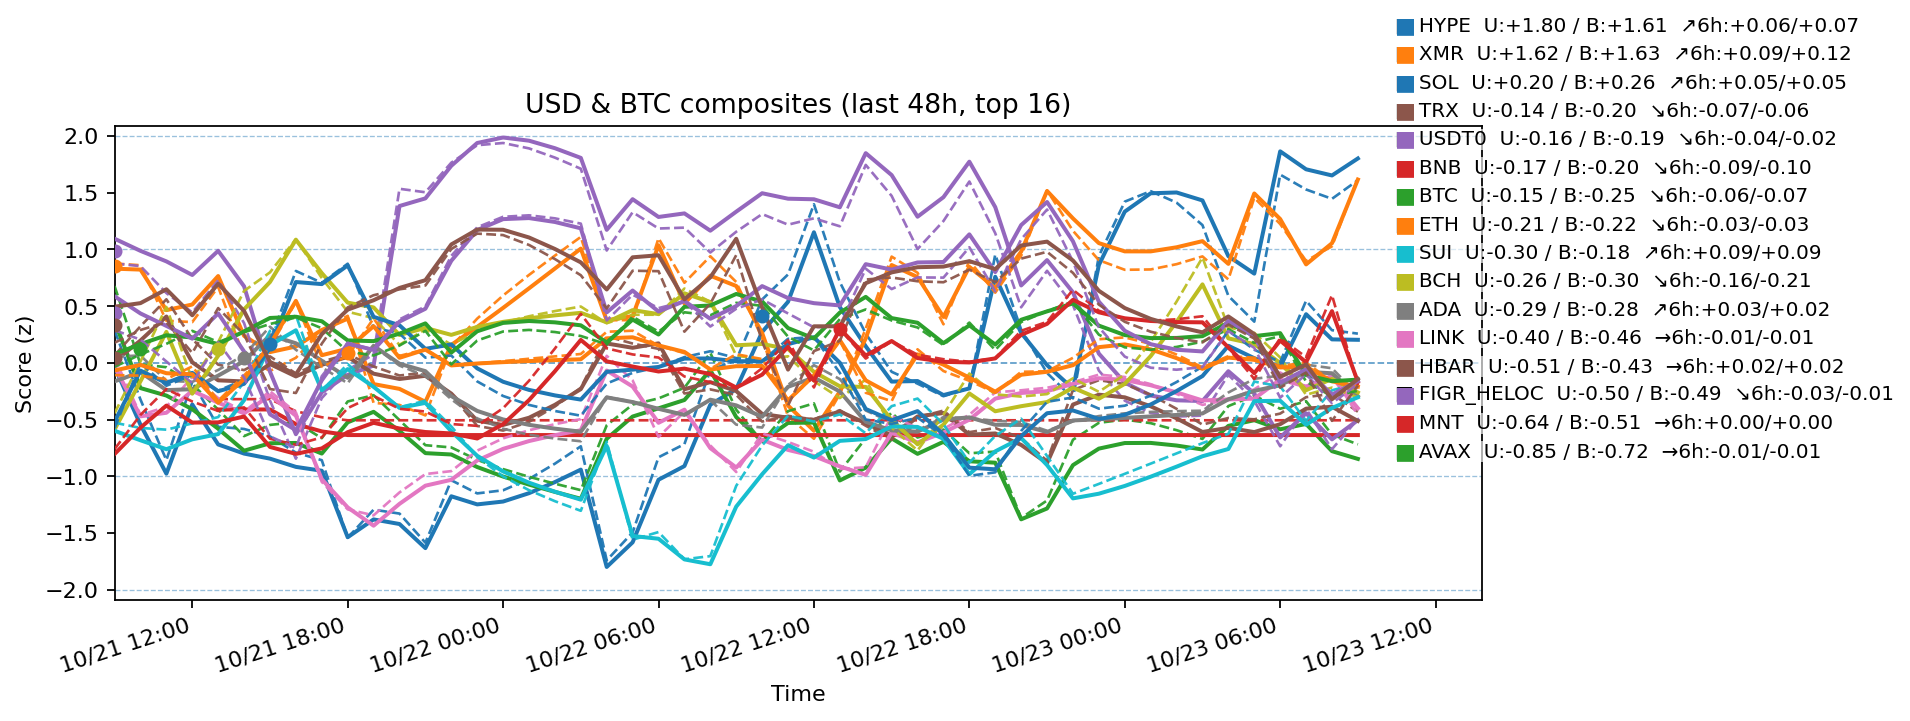 HYPE  U:+1.80 / B:+1.61  ↗6h:+0.06/+0.07
XMR  U:+1.62 / B:+1.63  ↗6h:+0.09/+0.12
SOL  U:+0.20 / B:+0.26  ↗6h:+0.05/+0.05
TRX  U:-0.14 / B:-0.20  ↘6h:-0.07/-0.06
USDT0  U:-0.16 / B:-0.19  ↘6h:-0.04/-0.02
BNB  U:-0.17 / B:-0.20  ↘6h:-0.09/-0.10
BTC  U:-0.15 / B:-0.25  ↘6h:-0.06/-0.07
ETH  U:-0.21 / B:-0.22  ↘6h:-0.03/-0.03
SUI  U:-0.30 / B:-0.18  ↗6h:+0.09/+0.09
BCH  U:-0.26 / B:-0.30  ↘6h:-0.16/-0.21
ADA  U:-0.29 / B:-0.28  ↗6h:+0.03/+0.02
LINK  U:-0.40 / B:-0.46  →6h:-0.01/-0.01
HBAR  U:-0.51 / B:-0.43  →6h:+0.02/+0.02
FIGR_HELOC  U:-0.50 / B:-0.49  ↘6h:-0.03/-0.01
MNT  U:-0.64 / B:-0.51  →6h:+0.00/+0.00
AVAX  U:-0.85 / B:-0.72  →6h:-0.01/-0.01
USD & BTC composites (last 48h, top 16)
Score (z)
2.0
1.5
1.0
0.5
0.0
−0.5
−1.0
−1.5
−2.0
10/21 12:00
10/21 18:00
10/22 00:00
10/22 06:00
10/22 12:00
10/22 18:00
10/23 00:00
10/23 06:00
10/23 12:00
Time